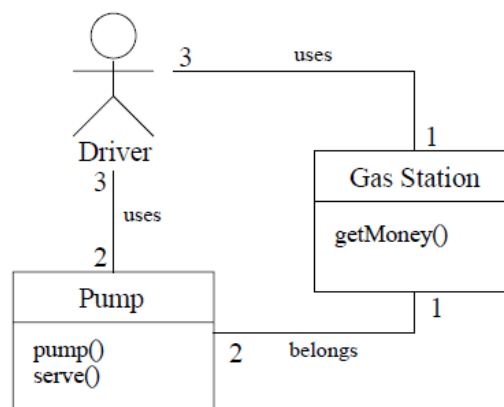 3
uses
1
Driver
3
uses
2
Gas Station
getMoney()
1
Pump
pump()
serve()
2
belongs